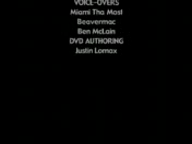 VOICE-OVERS
Miami Tha Most
Beavermac
Ben McLain
DVD AUTHORING
Justin Lomax